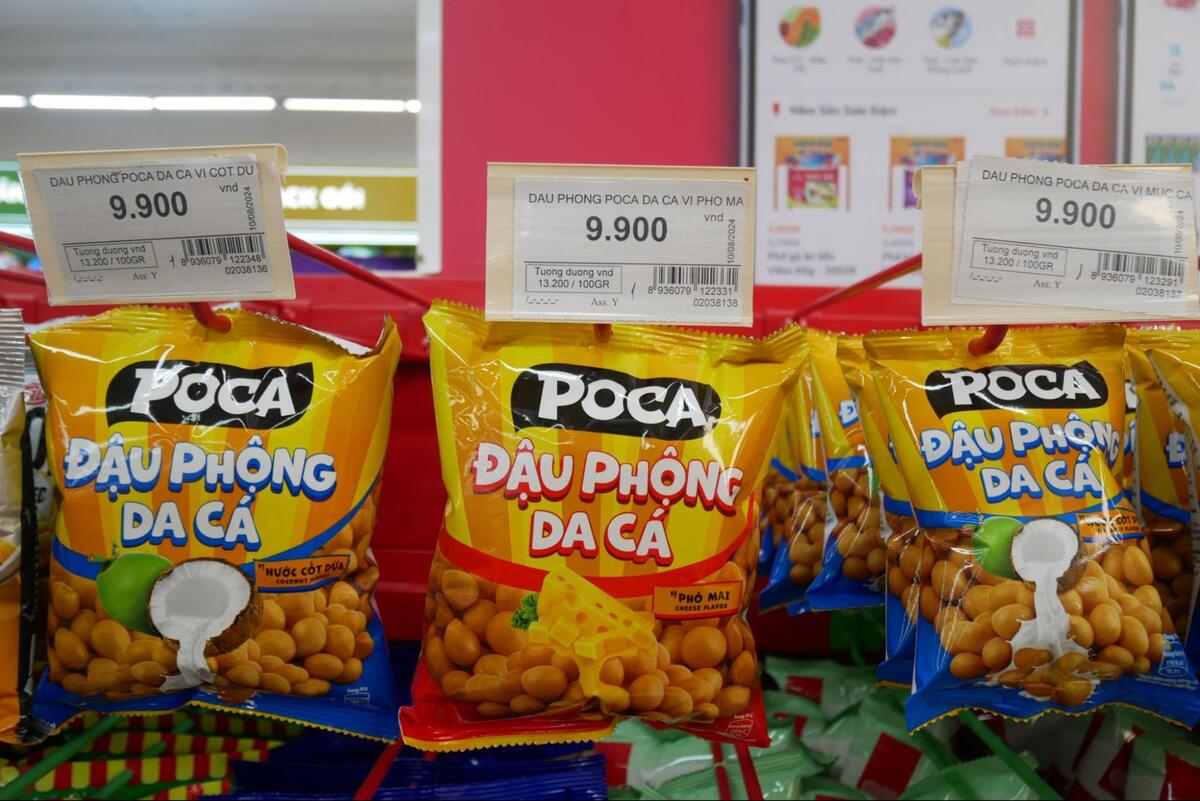 DAU PHONG POCA DA CA VI COT DU
9.900
vnd
10/08/2024
Tuong duong vnd
13.200 / 100GR
Ass: Y
8 936079 122348
02038136
DAU PHONG POCA DA CA VI PHO MA
9.900
vnd
10/08/2024
Tuong duong vnd
13.200 / 100GR
Ass: Y
8 936079 122331
02038138
DAU PHONG POCA DA CA VI MUC CA
9.900
vnd
10/08/2024
Tuong duong vnd
13.200 / 100GR
Ass: Y
8 936079 123291
02038137
POCA
ĐẬU PHỘNG
DA CÁ
VỊ NƯỚC CỐT DỪA
COCONUT FLAVOR
POCA
ĐẬU PHỘNG
DA CÁ
VỊ PHÔ MAI
CHEESE FLAVOR
POCA
ĐẬU PHỘNG
DA CÁ